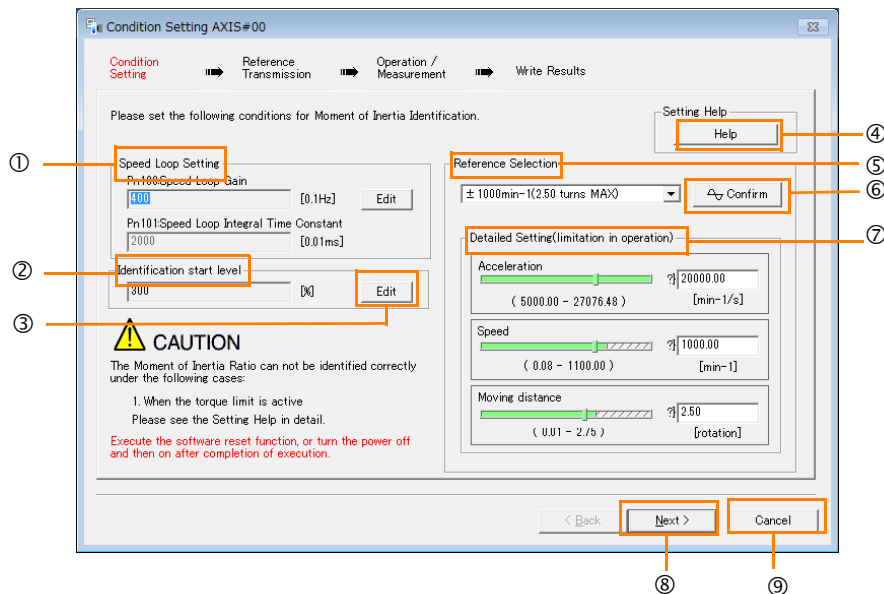 Condition Setting AXIS#00
Condition Setting
Reference Transmission
Operation / Measurement
Write Results
Please set the following conditions for Moment of Inertia Identification.
Setting Help
Help
④
①
Speed Loop Setting
Pn100:Speed Loop Gain
400 [0.1Hz] Edit
Pn101:Speed Loop Integral Time Constant
2000 [0.01ms]
②
Identification start level
300 [%] Edit
③
CAUTION
The Moment of Inertia Ratio can not be identified correctly
under the following cases:
1. When the torque limit is active
Please see the Setting Help in detail.
Execute the software reset function, or turn the power off
and then on after completion of execution.
Reference Selection
⑤
±1000min-1(2.50 turns MAX) Confirm
⑥
Detailed Setting(limitation in operation)
⑦
Acceleration
?} 20000.00
( 5000.00 - 27076.48 ) [min-1/s]
Speed
?} 1000.00
( 0.08 - 1100.00 ) [min-1]
Moving distance
?} 2.50
( 0.01 - 2.75 ) [rotation]
< Back Next > Cancel
⑧ ⑨